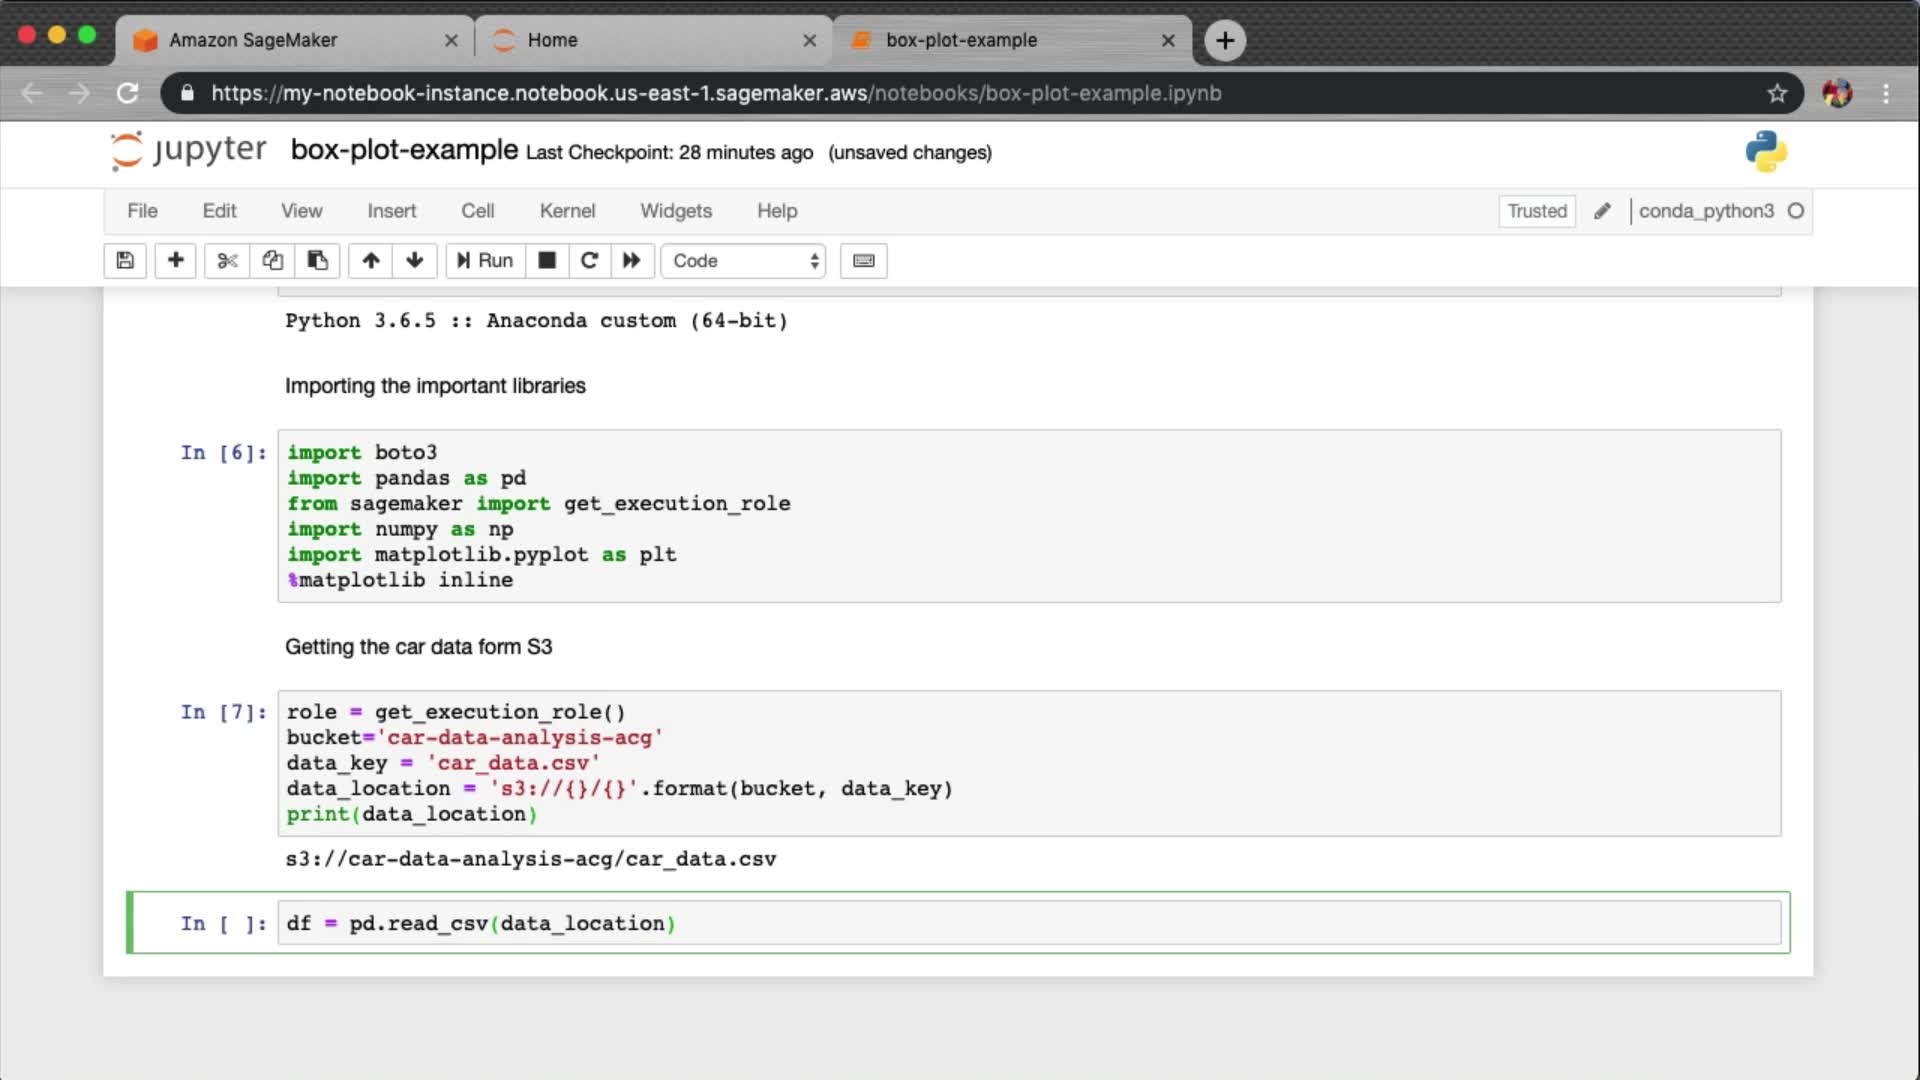 Amazon SageMaker
Home
box-plot-example
https://my-notebook-instance.notebook.us-east-1.sagemaker.aws/notebooks/box-plot-example.ipynb
jupyter box-plot-example Last Checkpoint: 28 minutes ago (unsaved changes)
File Edit View Insert Cell Kernel Widgets Help Trusted conda_python3
Run Code
Python 3.6.5 :: Anaconda custom (64-bit)
Importing the important libraries
In [6]: import boto3
import pandas as pd
from sagemaker import get_execution_role
import numpy as np
import matplotlib.pyplot as plt
%matplotlib inline
Getting the car data form S3
In [7]: role = get_execution_role()
bucket='car-data-analysis-acg'
data_key = 'car_data.csv'
data_location = 's3://{}/{}'.format(bucket, data_key)
print(data_location)
s3://car-data-analysis-acg/car_data.csv
In [ ]: df = pd.read_csv(data_location)